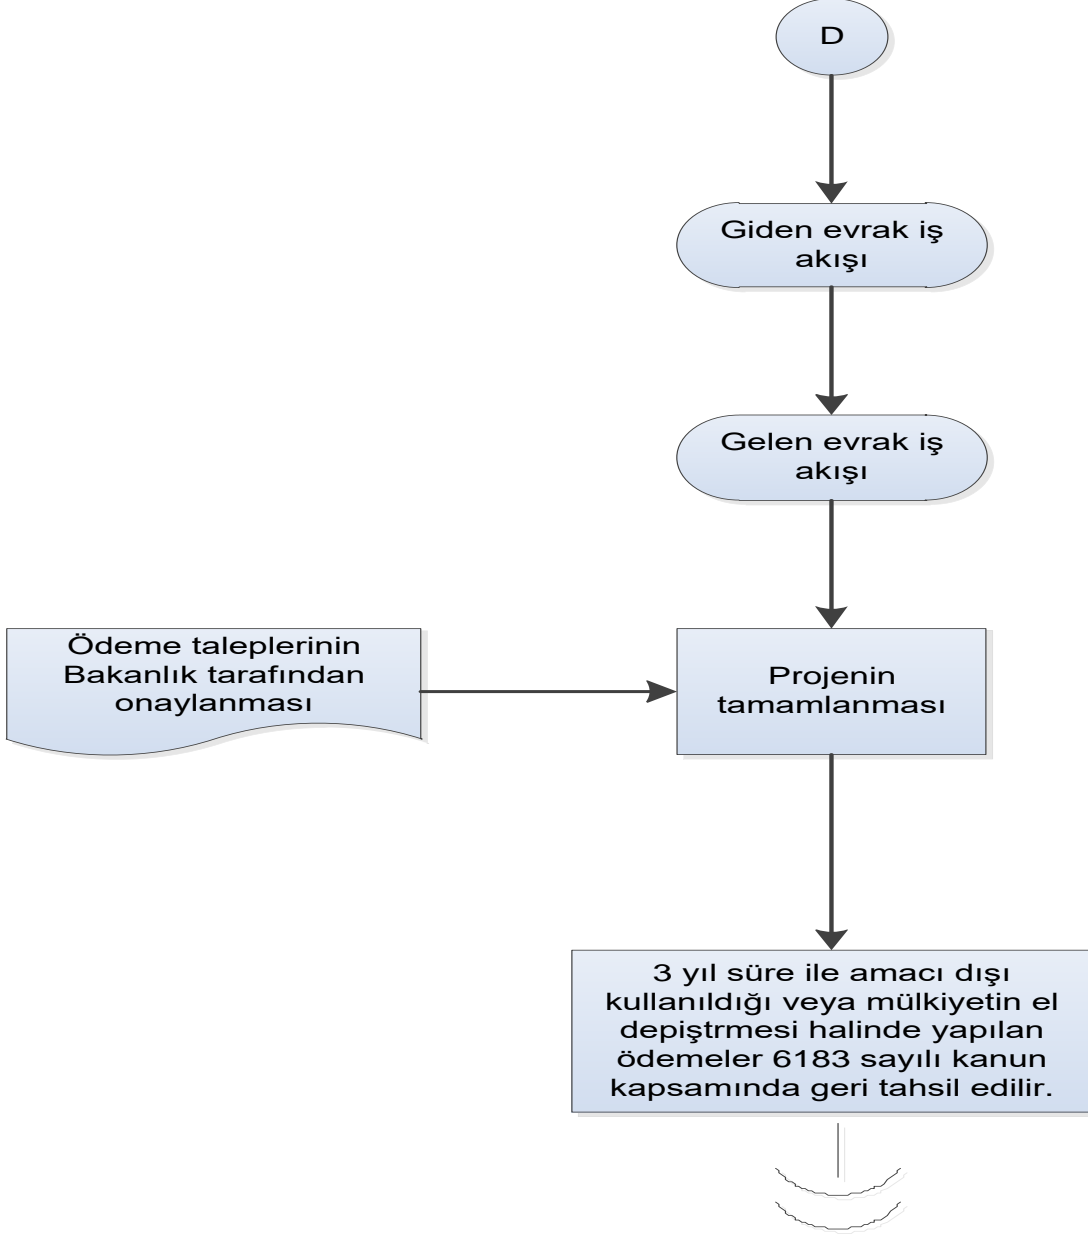 D
Giden evrak iş
akışı
Gelen evrak iş
akışı
Ödeme taleplerinin
Bakanlık tarafından
onaylanması
Projenin
tamamlanması
3 yıl süre ile amacı dışı
kullanıldığı veya mülkiyetin el
depiştrmesi halinde yapılan
ödemeler 6183 sayılı kanun
kapsamında geri tahsil edilir.